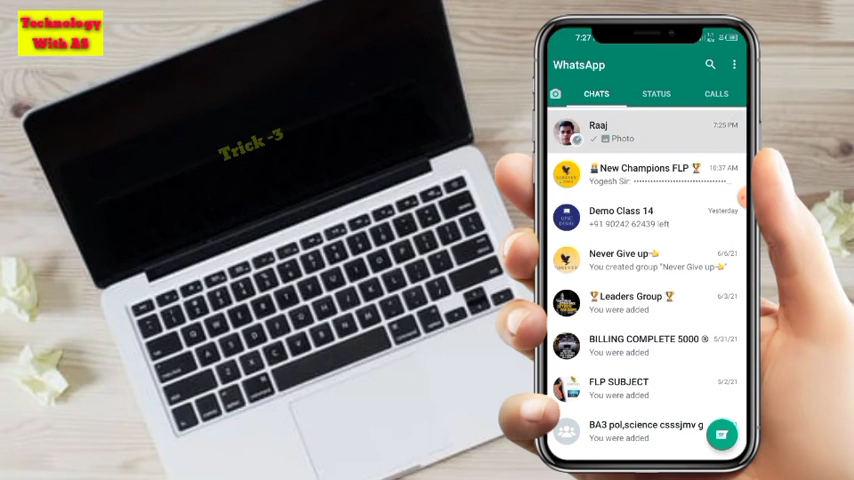 Technology
With AS
Trick -3
7:27
WhatsApp
CHATS
STATUS
CALLS
Raaj
7:25 PM
Photo
New Champions FLP
10:37 AM
Yogesh Sir:
Demo Class 14
Yesterday
+91 90242 62439 left
Never Give up
6/6/21
You created group "Never Give up"
Leaders Group
6/3/21
You were added
BILLING COMPLETE 5000 ®
5/31/21
You were added
FLP SUBJECT
5/2/21
You were added
BA3 pol,science csssjmv g
You were added